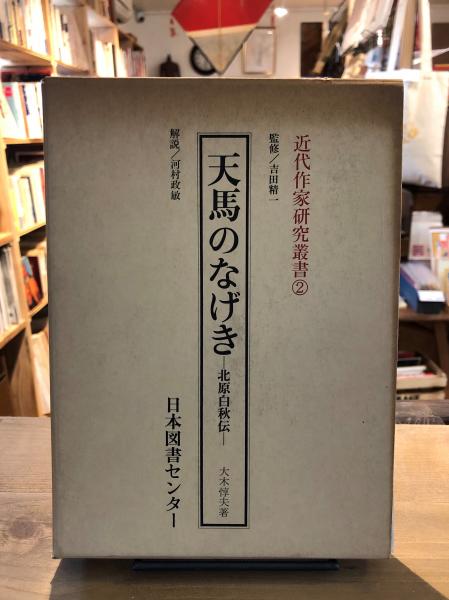 近代作家研究叢書②
監修/吉田精一
天馬のなげき
―北原白秋伝―
大木惇夫著
解説/河村政敏
日本図書センター